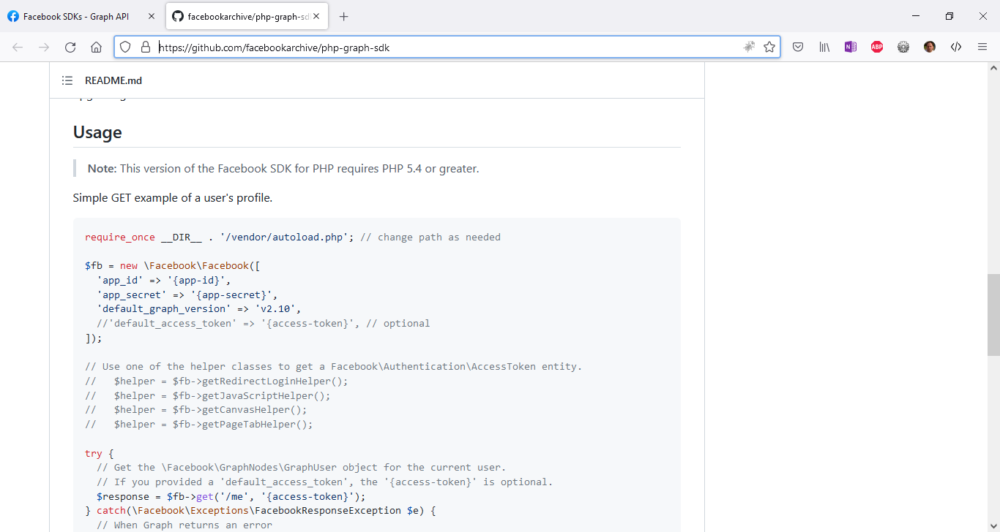 Facebook SDKs - Graph API
facebookarchive/php-graph-sd
https://github.com/facebookarchive/php-graph-sdk
N
ABP
README.md
Usage
Note: This version of the Facebook SDK for PHP requires PHP 5.4 or greater.
Simple GET example of a user's profile.
require_once __DIR__ . '/vendor/autoload.php'; // change path as needed
$fb = new \Facebook\Facebook([
  'app_id' => '{app-id}',
  'app_secret' => '{app-secret}',
  'default_graph_version' => 'v2.10',
  //'default_access_token' => '{access-token}', // optional
]);
// Use one of the helper classes to get a Facebook\Authentication\AccessToken entity.
//   $helper = $fb->getRedirectLoginHelper();
//   $helper = $fb->getJavaScriptHelper();
//   $helper = $fb->getCanvasHelper();
//   $helper = $fb->getPageTabHelper();
try {
  // Get the \Facebook\GraphNodes\GraphUser object for the current user.
  // If you provided a 'default_access_token', the '{access-token}' is optional.
  $response = $fb->get('/me', '{access-token}');
} catch(\Facebook\Exceptions\FacebookResponseException $e) {
  // When Graph returns an error